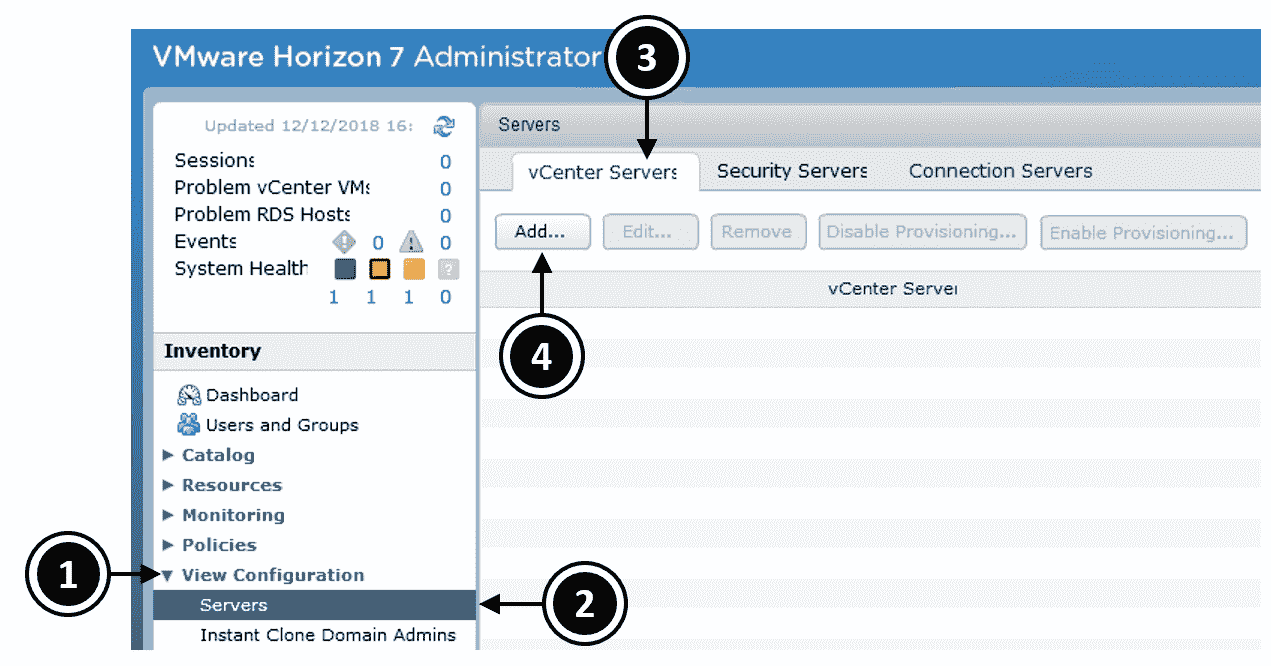 VMware Horizon 7 Administrator
3
Updated 12/12/2018 16:
Sessions 0
Problem vCenter VMs 0
Problem RDS Hosts 0
Events 0 0
System Health ?
1 1 1 0
Inventory
Dashboard
Users and Groups
Catalog
Resources
Monitoring
Policies
1
View Configuration
Servers
2
Instant Clone Domain Admins
Servers
vCenter Servers Security Servers Connection Servers
Add... Edit... Remove Disable Provisioning... Enable Provisioning...
vCenter Server
4